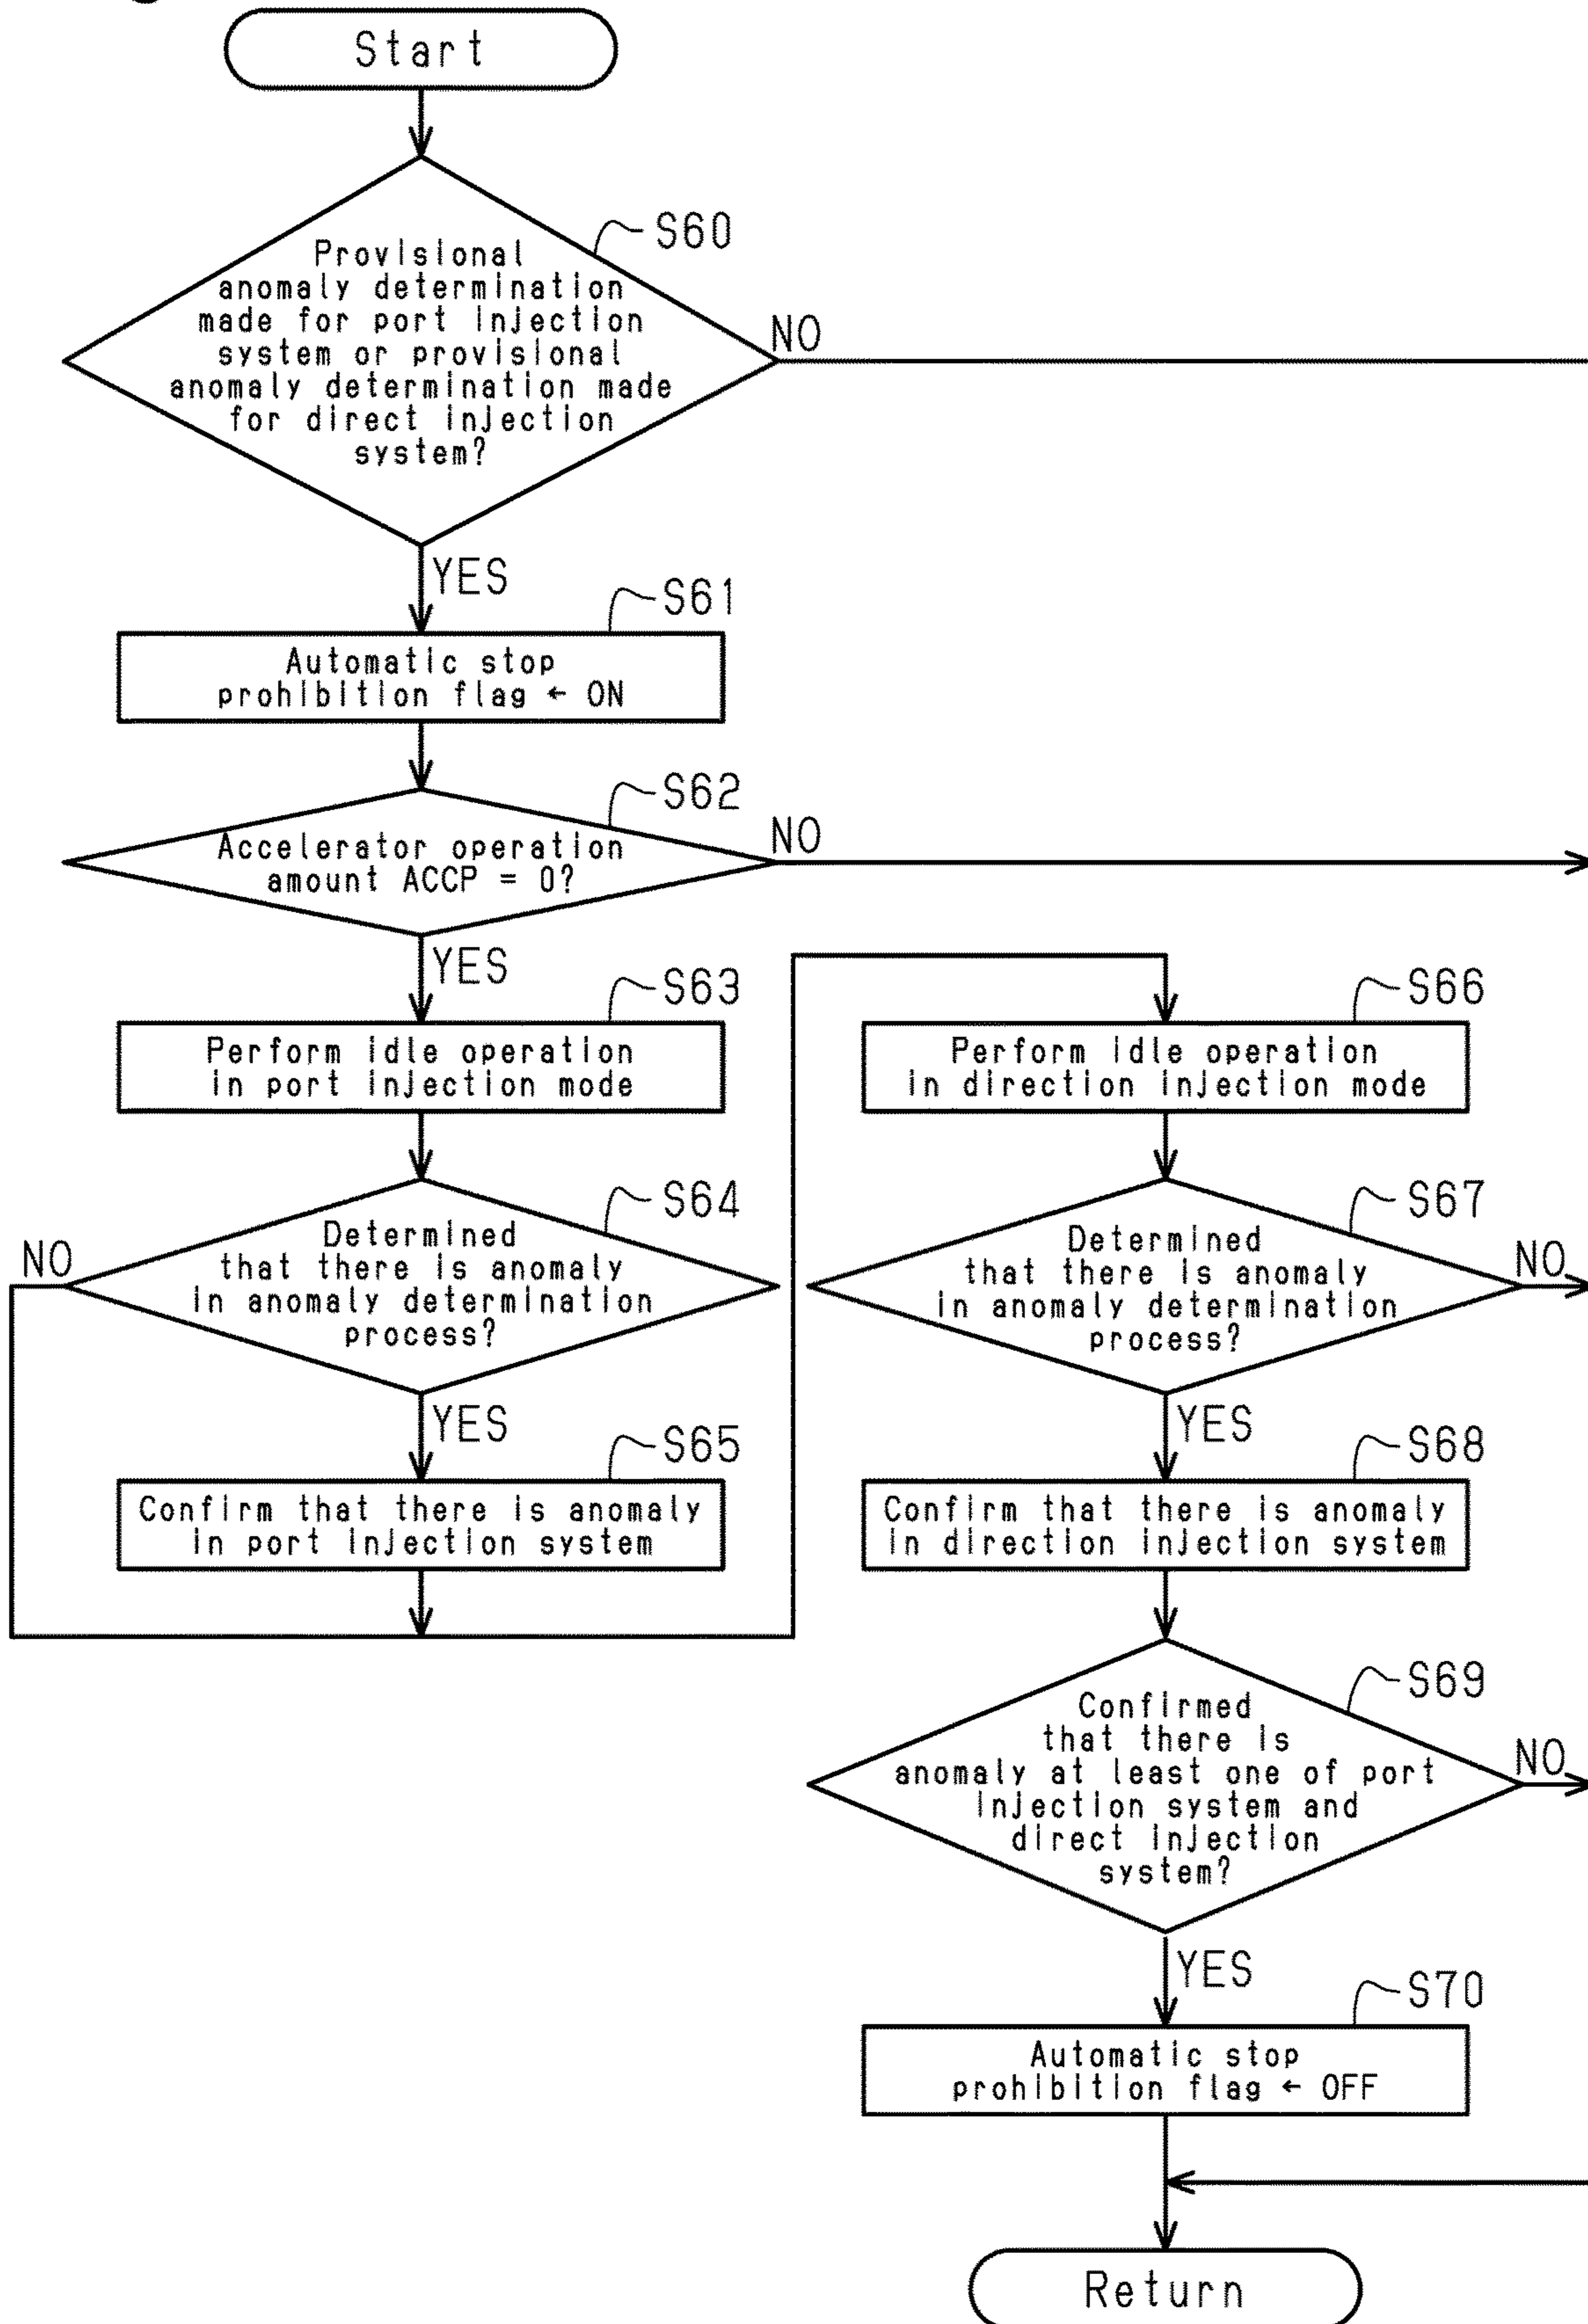 Start
S60
Provisional
anomaly determination
made for port injection
system or provisional
anomaly determination made
for direct injection
system?
NO
YES
S61
Automatic stop
prohibition flag ← ON
S62
Accelerator operation
amount ACCP = 0?
NO
YES
S63
Perform idle operation
in port injection mode
S64
Determined
that there is anomaly
in anomaly determination
process?
NO
YES
S65
Confirm that there is anomaly
in port injection system
S66
Perform idle operation
in direction injection mode
S67
Determined
that there is anomaly
in anomaly determination
process?
NO
YES
S68
Confirm that there is anomaly
in direction injection system
S69
Confirmed
that there is
anomaly at least one of port
injection system and
direct injection
system?
NO
YES
S70
Automatic stop
prohibition flag ← OFF
Return